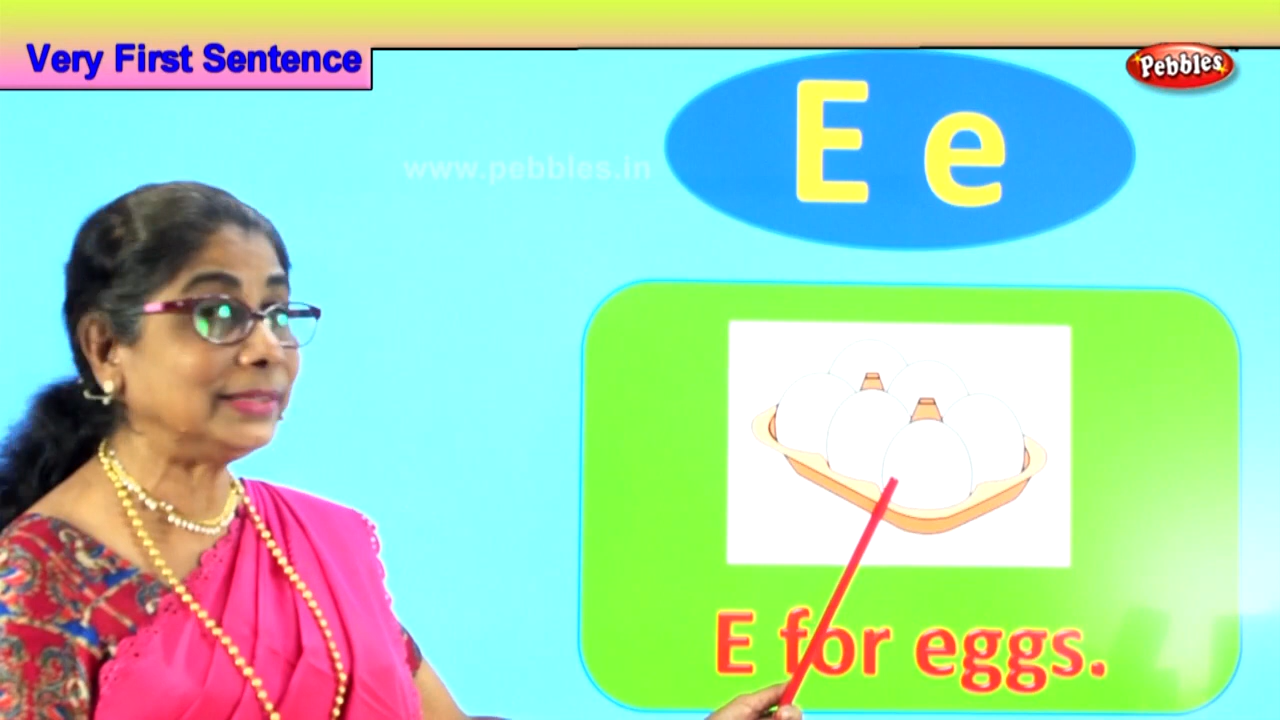 Very First Sentence
Pebbles
www.pebbles.in
E e
E for eggs.